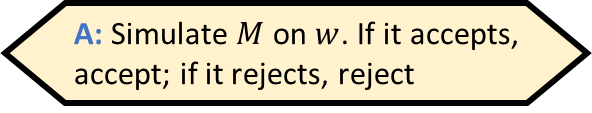 A: Simulate M on w. If it accepts,
accept; if it rejects, reject